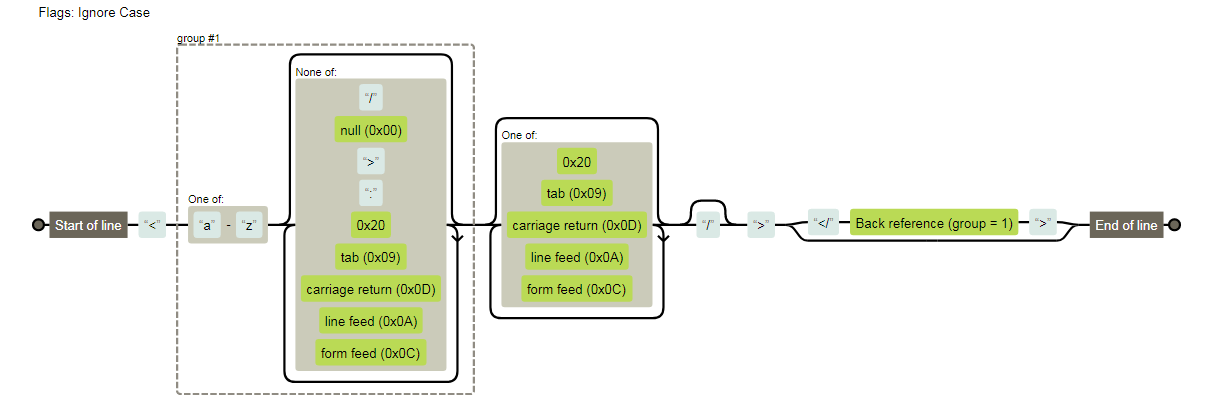 Flags: Ignore Case
group #1
None of:
“/”
null (0x00)
“>”
“:”
0x20
tab (0x09)
carriage return (0x0D)
line feed (0x0A)
form feed (0x0C)
One of:
“a” - “z”
One of:
0x20
tab (0x09)
carriage return (0x0D)
line feed (0x0A)
form feed (0x0C)
Start of line
“<”
“/”
“>”
“</”
Back reference (group = 1)
“>”
End of line